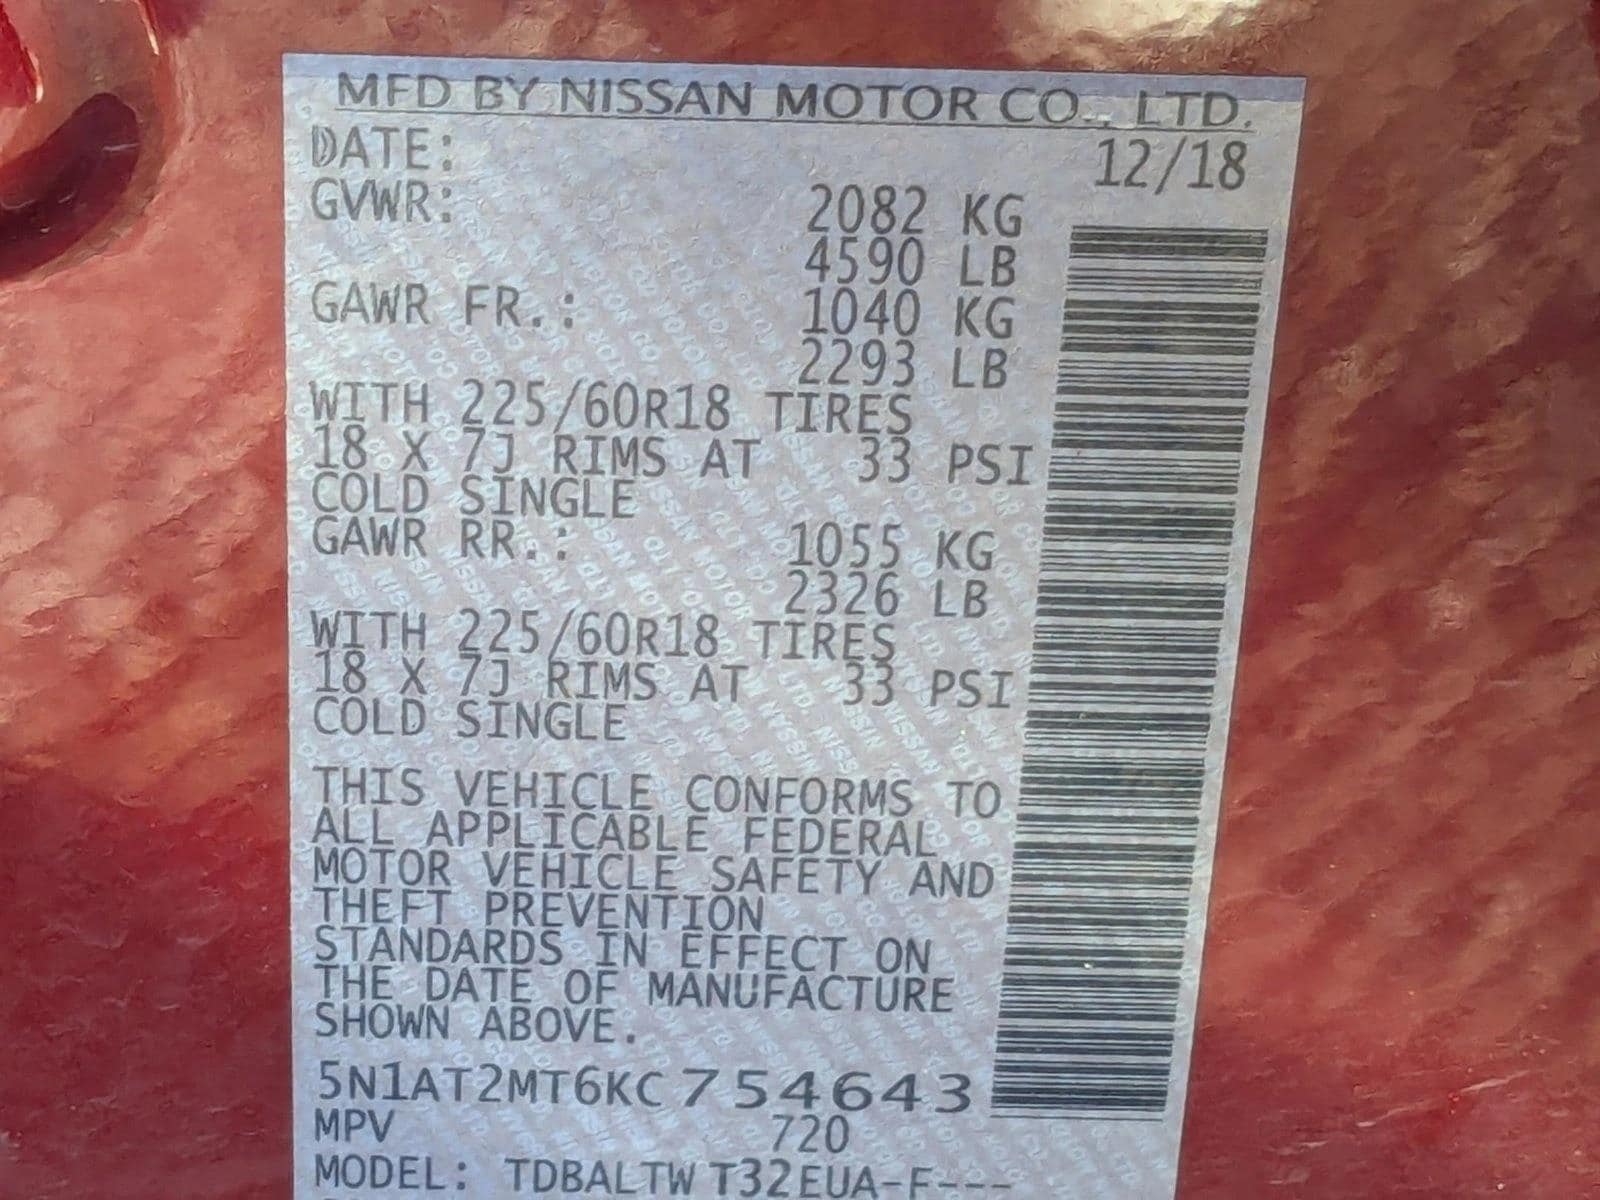 MFD BY NISSAN MOTOR CO., LTD.
DATE: 12/18
GVWR: 2082 KG
4590 LB
GAWR FR.: 1040 KG
2293 LB
WITH 225/60R18 TIRES
18 X 7J RIMS AT 33 PSI
COLD SINGLE
GAWR RR.: 1055 KG
2326 LB
WITH 225/60R18 TIRES
18 X 7J RIMS AT 33 PSI
COLD SINGLE
THIS VEHICLE CONFORMS TO
ALL APPLICABLE FEDERAL
MOTOR VEHICLE SAFETY AND
THEFT PREVENTION
STANDARDS IN EFFECT ON
THE DATE OF MANUFACTURE
SHOWN ABOVE.
5N1AT2MT6KC754643
MPV 720
MODEL: TDBALTW T32EUA-F---